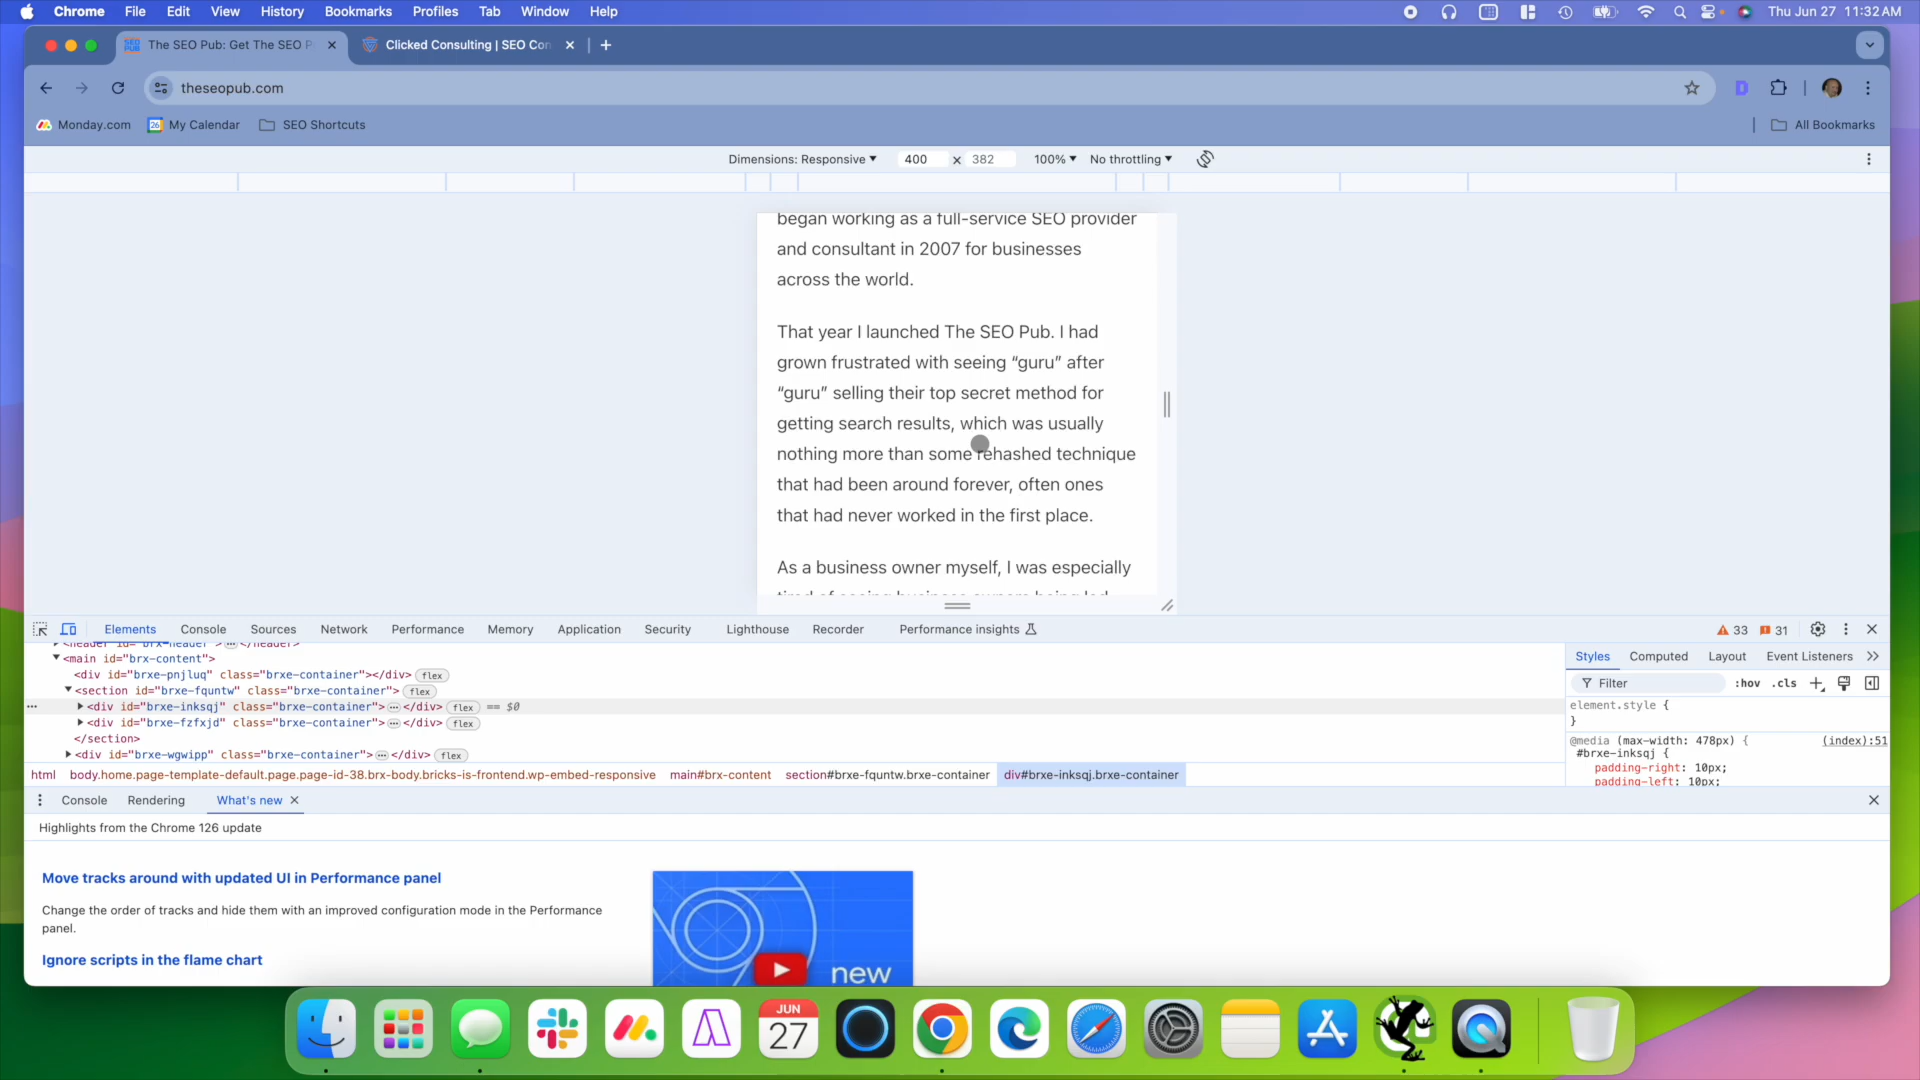 Chrome File Edit View History Bookmarks Profiles Tab Window Help
Thu Jun 27 11:32 AM
The SEO Pub: Get The SEO P
Clicked Consulting | SEO Con
theseopub.com
Monday.com My Calendar SEO Shortcuts
All Bookmarks
Dimensions: Responsive 400 x 382 100% No throttling
began working as a full-service SEO provider
and consultant in 2007 for businesses
across the world.
That year I launched The SEO Pub. I had
grown frustrated with seeing “guru” after
“guru” selling their top secret method for
getting search results, which was usually
nothing more than some rehashed technique
that had been around forever, often ones
that had never worked in the first place.
As a business owner myself, I was especially
tired of seeing business owners being led
Elements Console Sources Network Performance Memory Application Security Lighthouse Recorder Performance insights 33 31
<header id="brx-header">…</header>
<main id="brx-content">
<div id="brxe-pnjluq" class="brxe-container"></div> flex
<section id="brxe-fquntw" class="brxe-container"> flex
<div id="brxe-inksqj" class="brxe-container">…</div> flex == $0
<div id="brxe-fzfxjd" class="brxe-container">…</div> flex
</section>
<div id="brxe-wgwipp" class="brxe-container">…</div> flex
html body.home.page-template-default.page.page-id-38.brx-body.bricks-is-frontend.wp-embed-responsive main#brx-content section#brxe-fquntw.brxe-container div#brxe-inksqj.brxe-container
Styles Computed Layout Event Listeners
Filter :hov .cls
element.style {
}
@media (max-width: 478px) { (index):51
#brxe-inksqj {
padding-right: 10px;
padding-left: 10px;
Console Rendering What's new
Highlights from the Chrome 126 update
Move tracks around with updated UI in Performance panel
Change the order of tracks and hide them with an improved configuration mode in the Performance
panel.
Ignore scripts in the flame chart
new
JUN
27